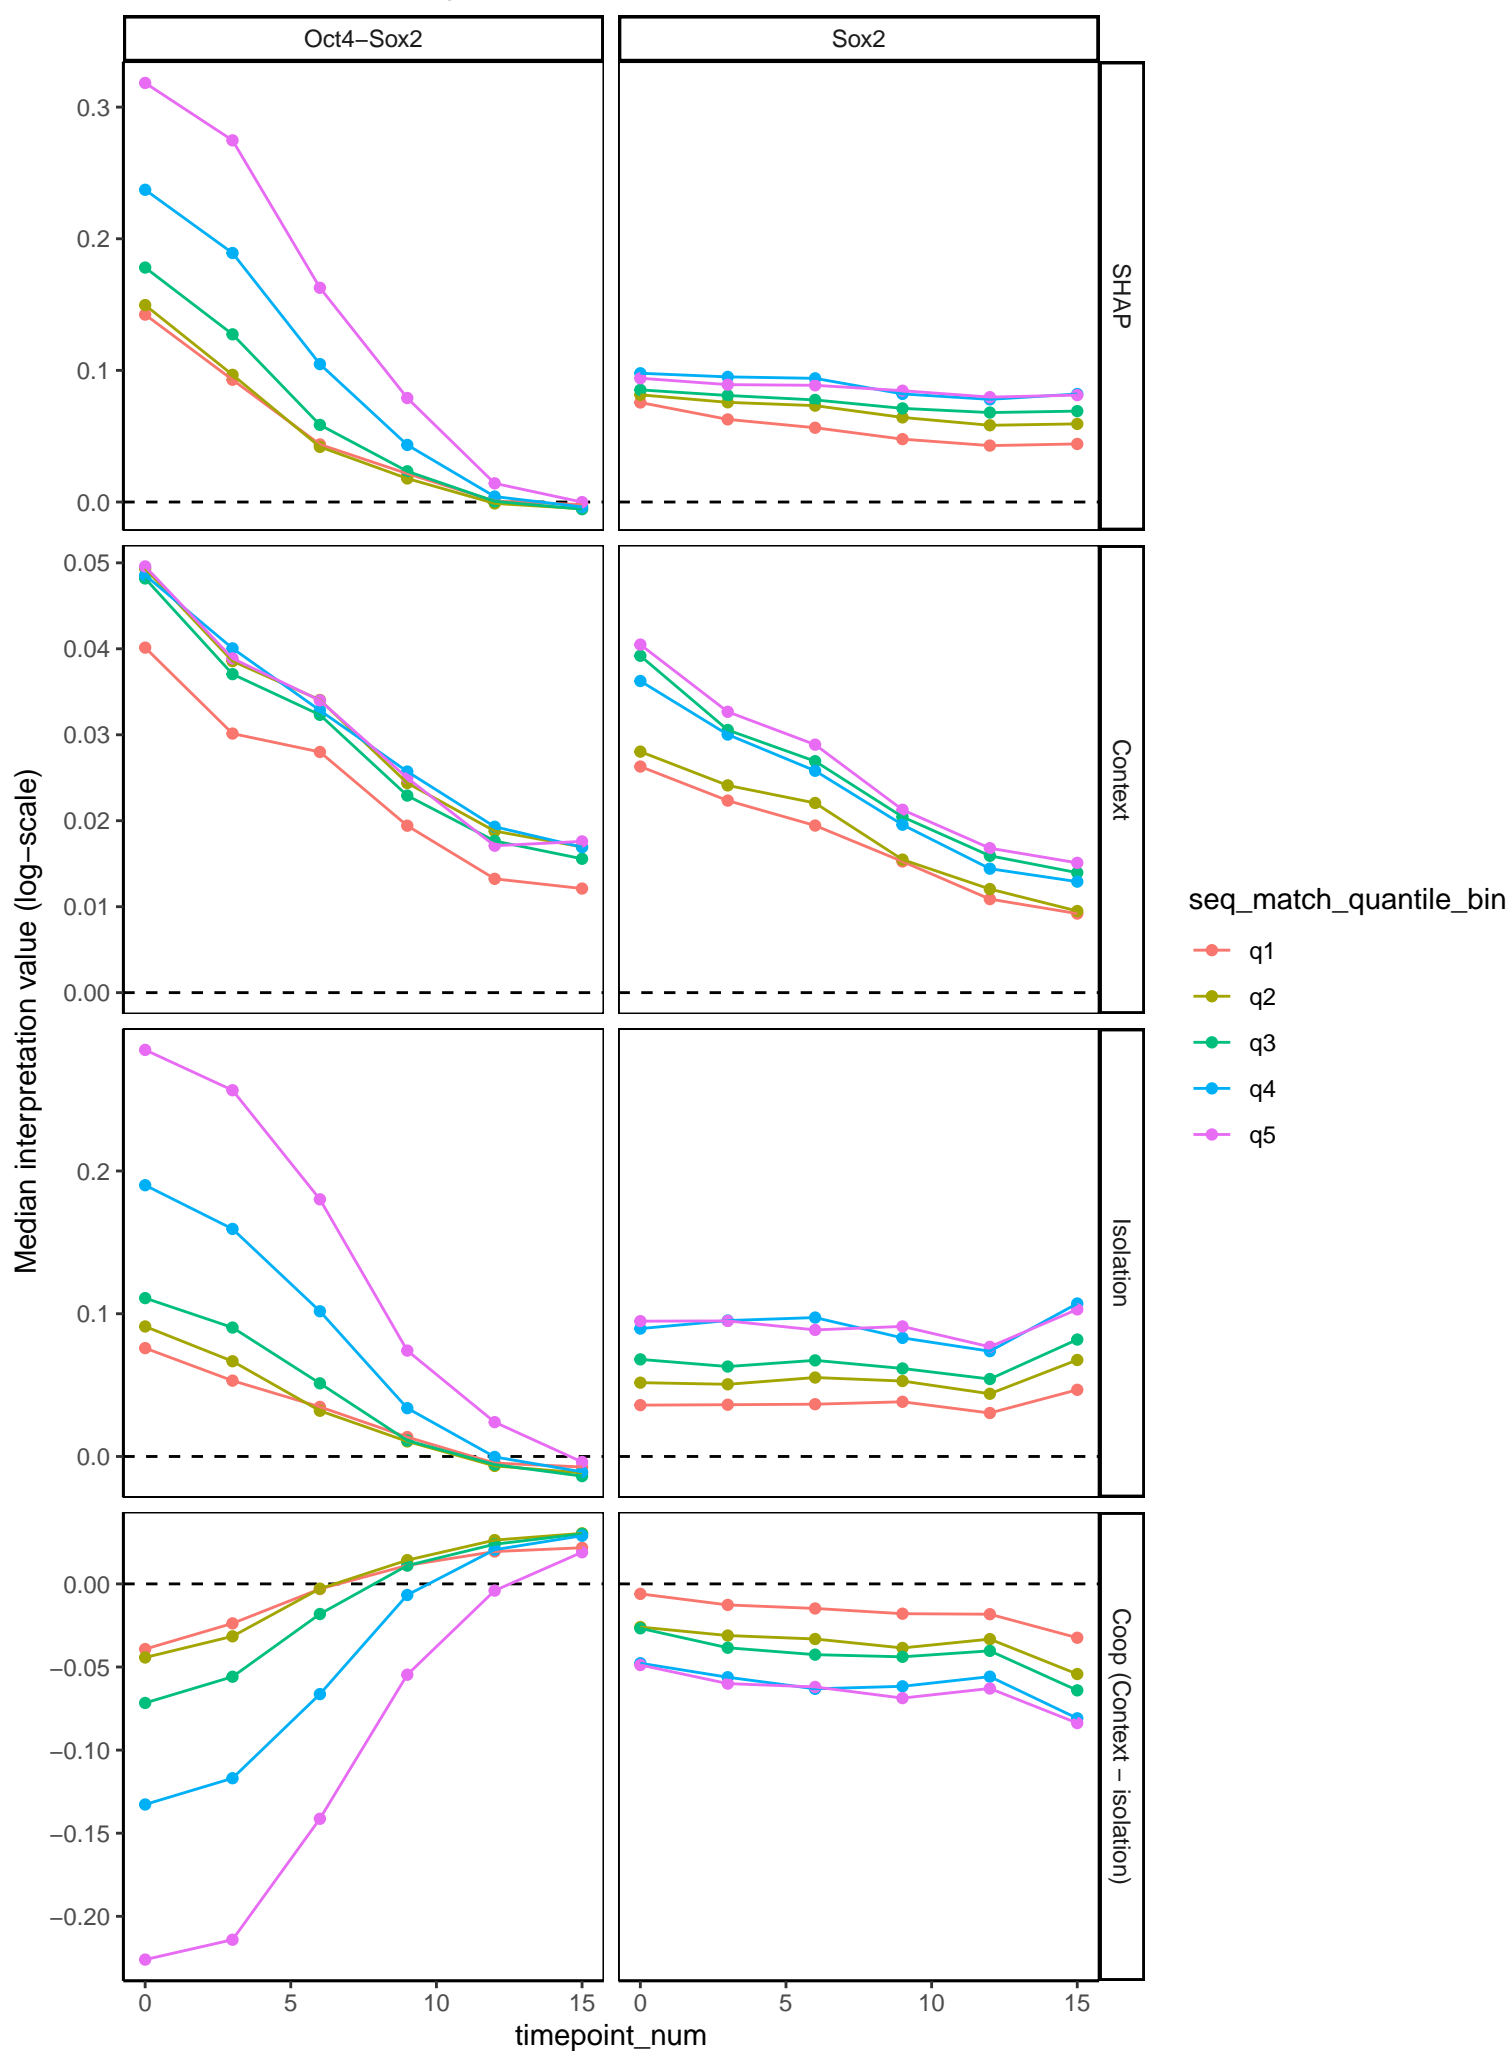 Oct4−Sox2
Sox2
SHAP
0.3
0.2
0.1
0.0
Context
0.05
0.04
0.03
0.02
0.01
0.00
Isolation
0.2
0.1
0.0
Coop (Context − isolation)
0.00
−0.05
−0.10
−0.15
−0.20
0
5
10
15
0
5
10
15
timepoint_num
Median interpretation value (log−scale)
seq_match_quantile_bin
q1
q2
q3
q4
q5